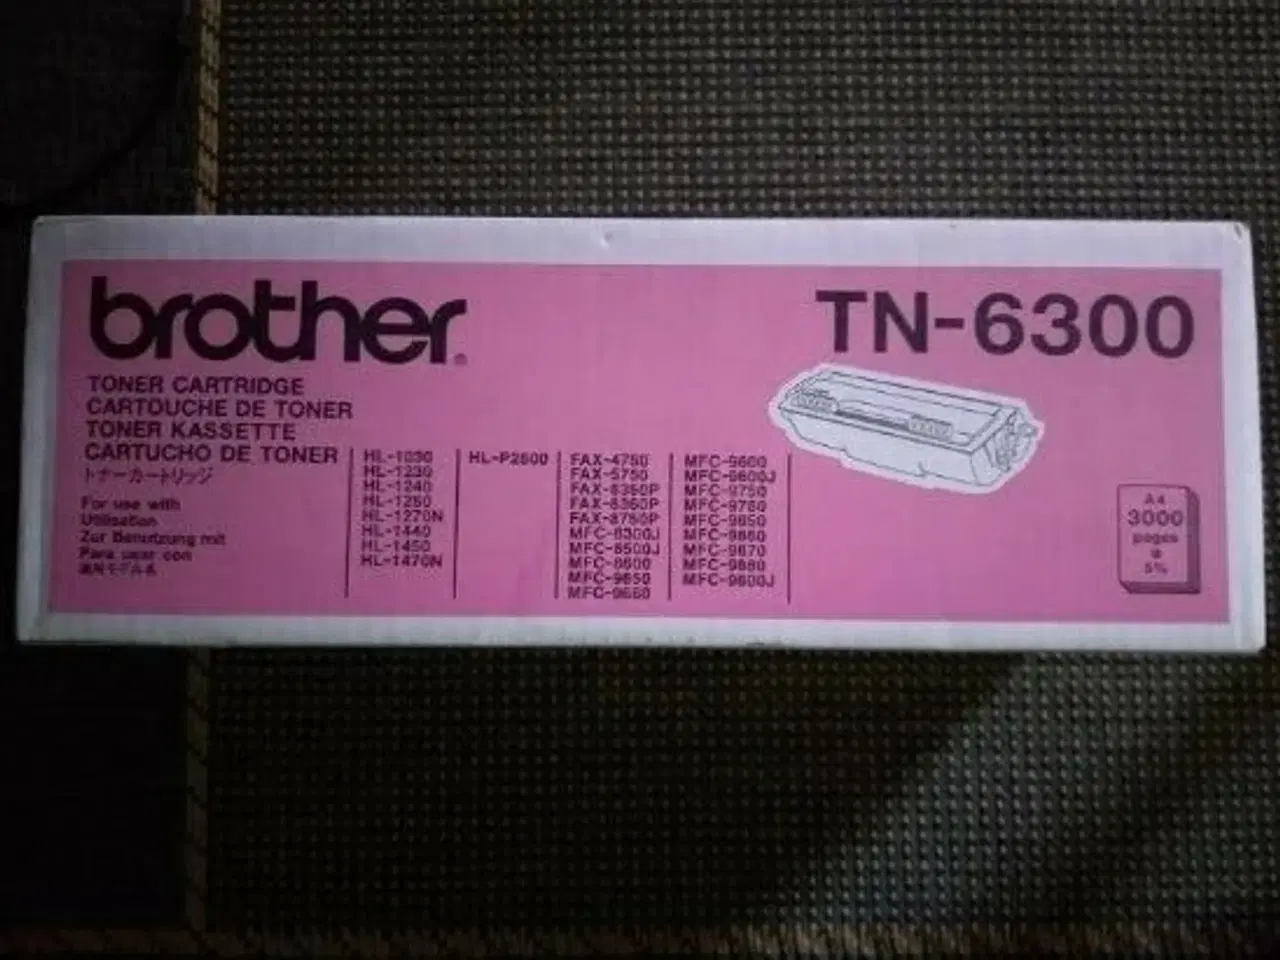 brother®
TN-6300
TONER CARTRIDGE
CARTOUCHE DE TONER
TONER KASSETTE
CARTUCHO DE TONER
トナーカートリッジ
For use with
Utilisation
Zur Benutzung mit
Para usar con
HL-1030
HL-1230
HL-1240
HL-1250
HL-1270N
HL-1440
HL-1450
HL-1470N
HL-P2500
FAX-4750
FAX-5750
FAX-8350P
FAX-8360P
FAX-8750P
MFC-8300J
MFC-8500J
MFC-8600
MFC-9650
MFC-9660
MFC-9600
MFC-9600J
MFC-9750
MFC-9760
MFC-9850
MFC-9860
MFC-9870
MFC-9880
MFC-9800J
A4
3000
pages
5%